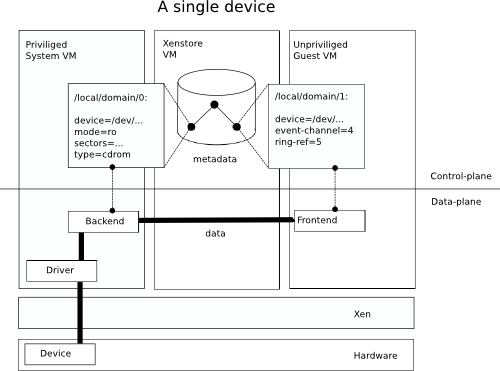 A single device
Priviliged
System VM
Xenstore
VM
Unpriviliged
Guest VM
/local/domain/0:
device=/dev/...
mode=ro
sectors=...
type=cdrom
/local/domain/1:
device=/dev/...
event-channel=4
ring-ref=5
metadata
Control-plane
Data-plane
Backend
Frontend
data
Driver
Xen
Device
Hardware